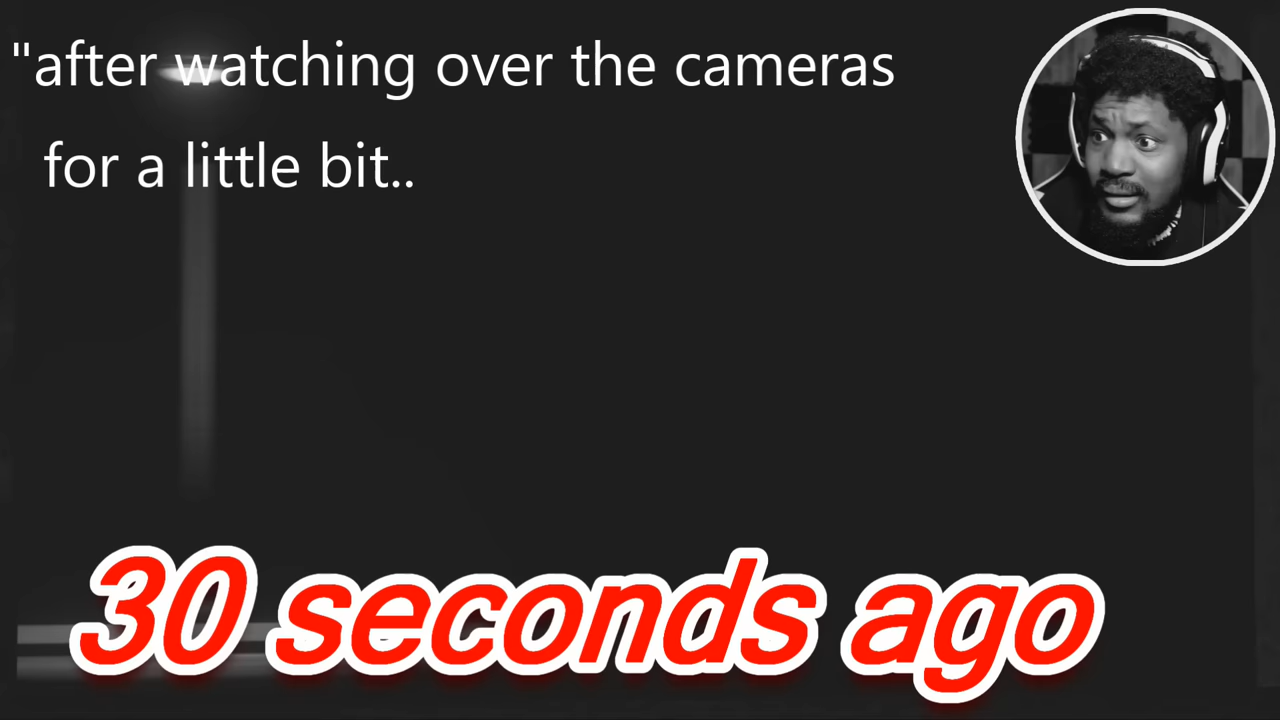 "after watching over the cameras
for a little bit..
30 seconds ago